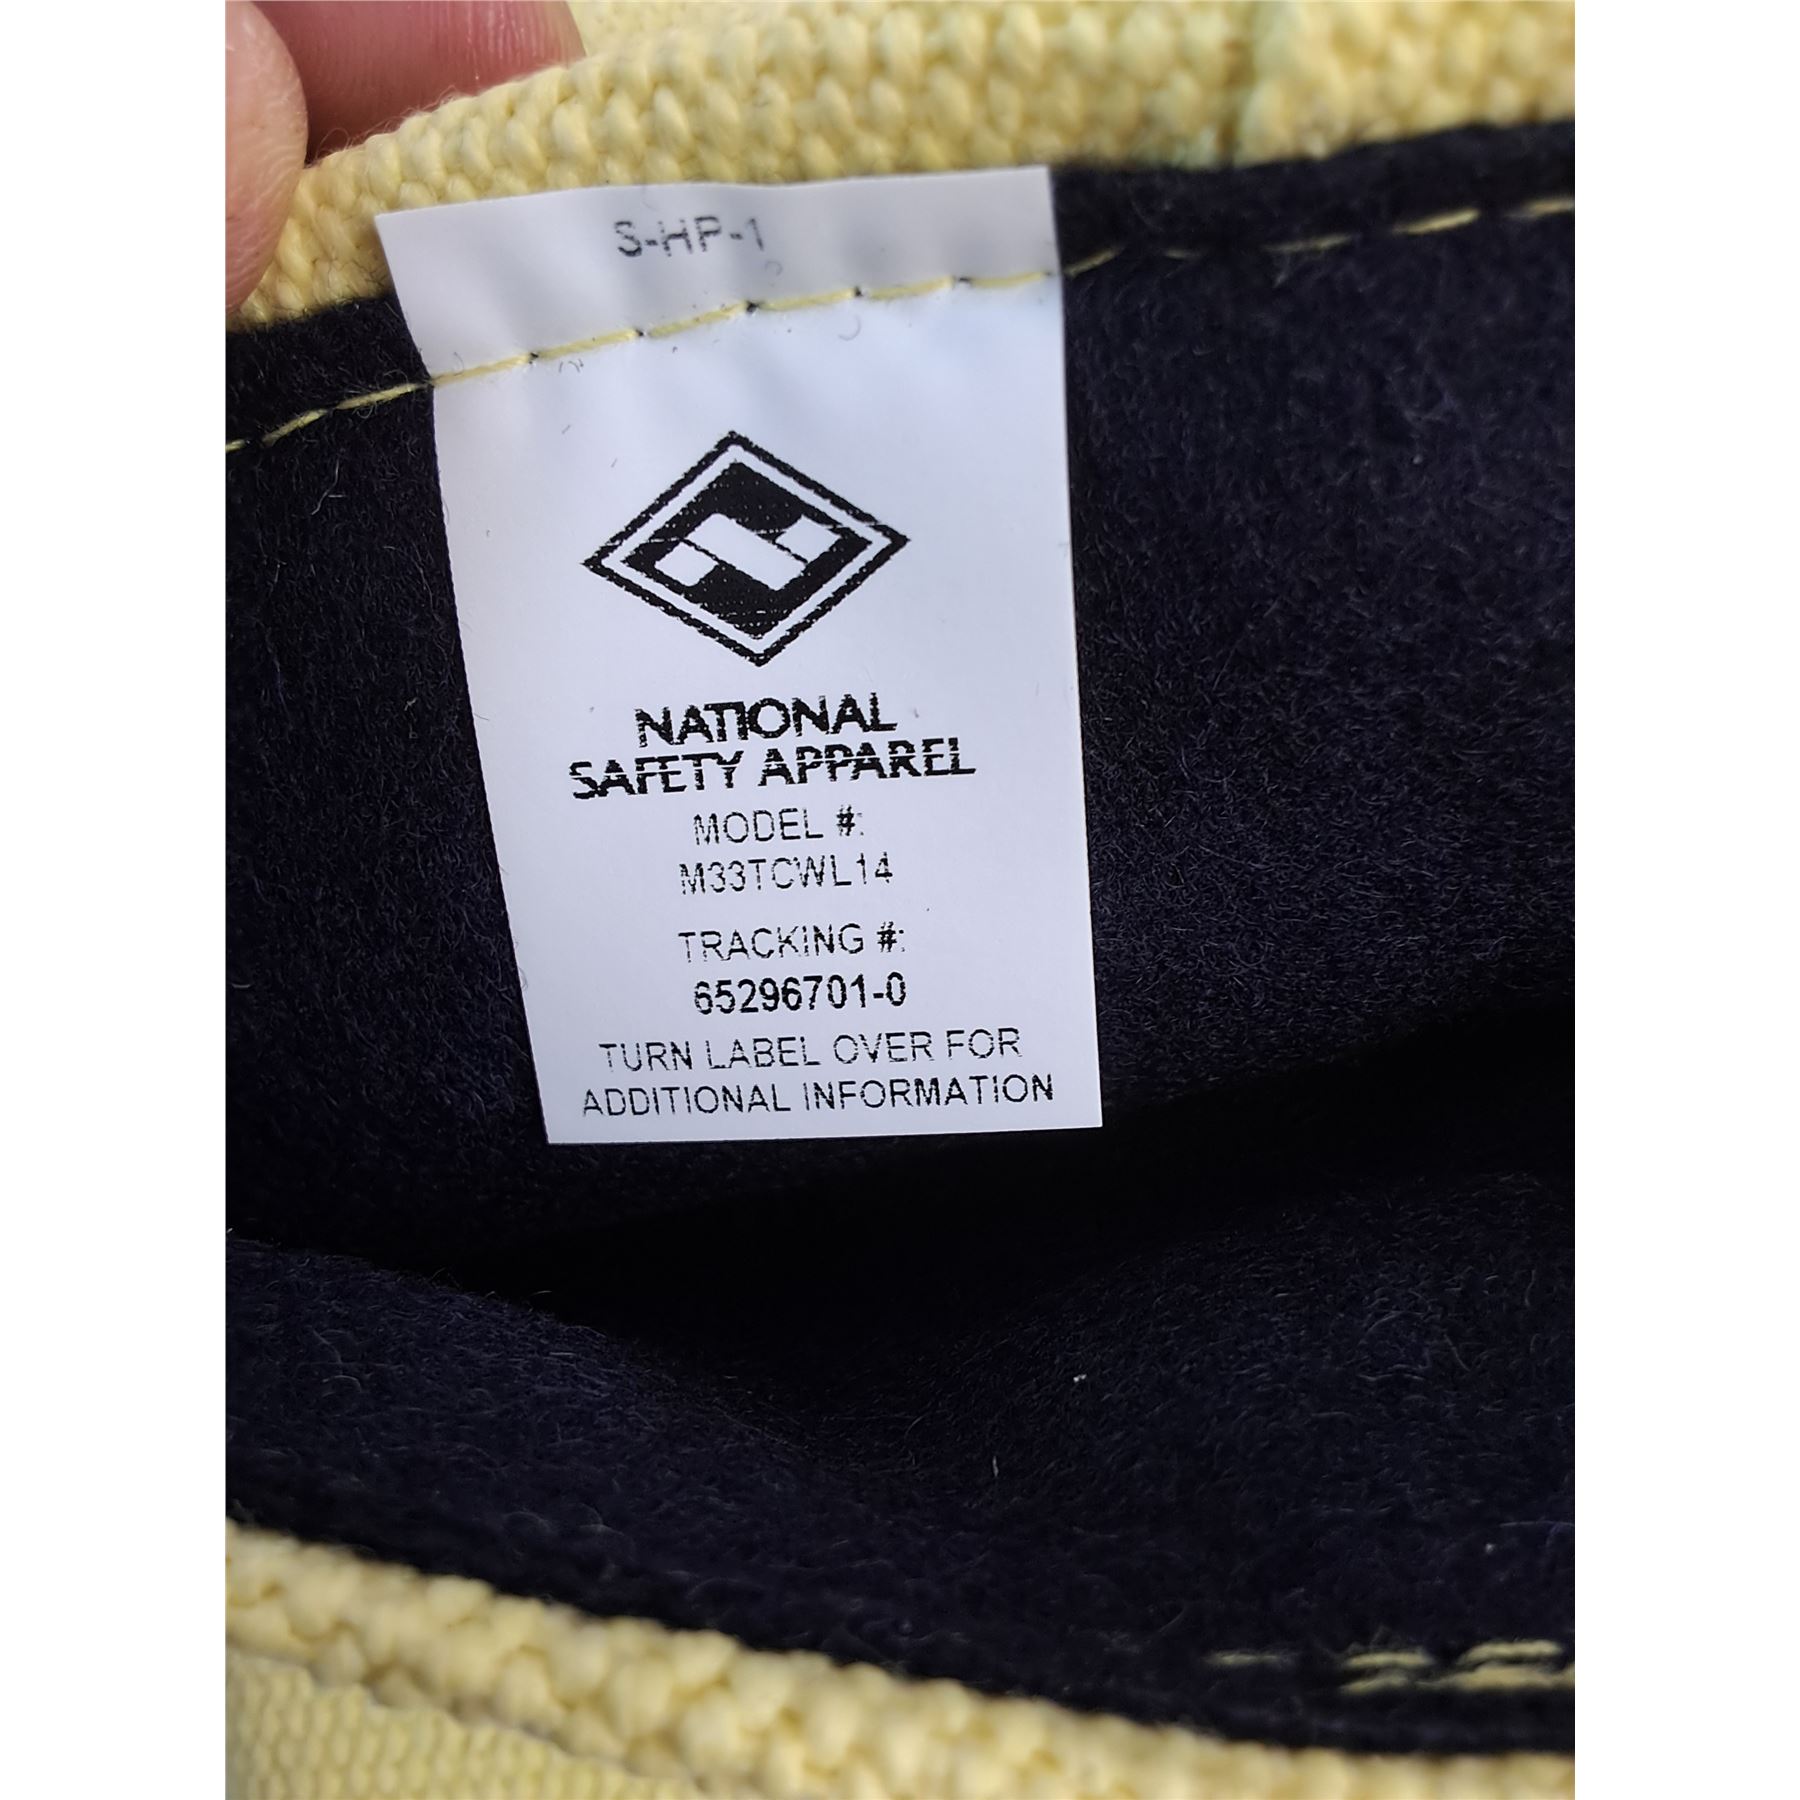 S-HP-1
NATIONAL
SAFETY APPAREL
MODEL #:
M33TCWL14
TRACKING #:
65296701-0
TURN LABEL OVER FOR
ADDITIONAL INFORMATION